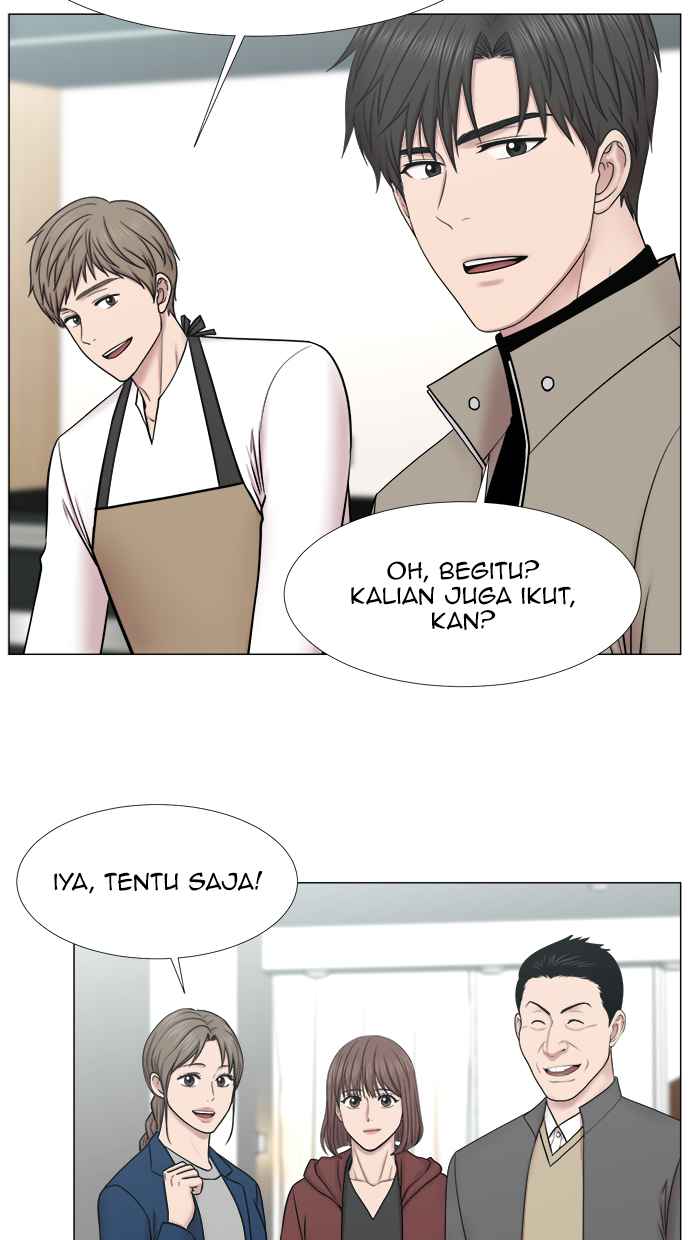 OH, BEGITU?
KALIAN JUGA IKUT,
KAN?
IYA, TENTU SAJA!